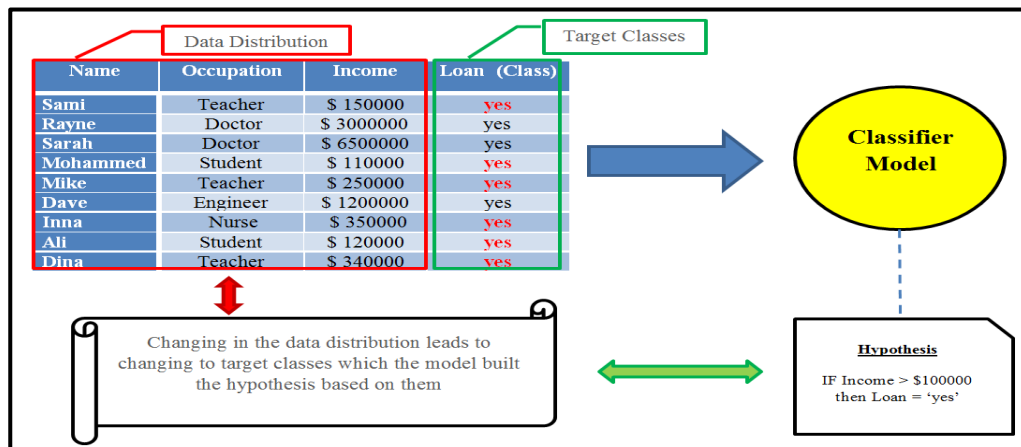 Data Distribution
Target Classes
Name Occupation Income Loan (Class)
Sami Teacher $ 150000 yes
Rayne Doctor $ 3000000 yes
Sarah Doctor $ 6500000 yes
Mohammed Student $ 110000 yes
Mike Teacher $ 250000 yes
Dave Engineer $ 1200000 yes
Inna Nurse $ 350000 yes
Ali Student $ 120000 yes
Dina Teacher $ 340000 yes
Classifier
Model
Changing in the data distribution leads to
changing to target classes which the model built
the hypothesis based on them
Hypothesis
IF Income > $100000
then Loan = ‘yes’